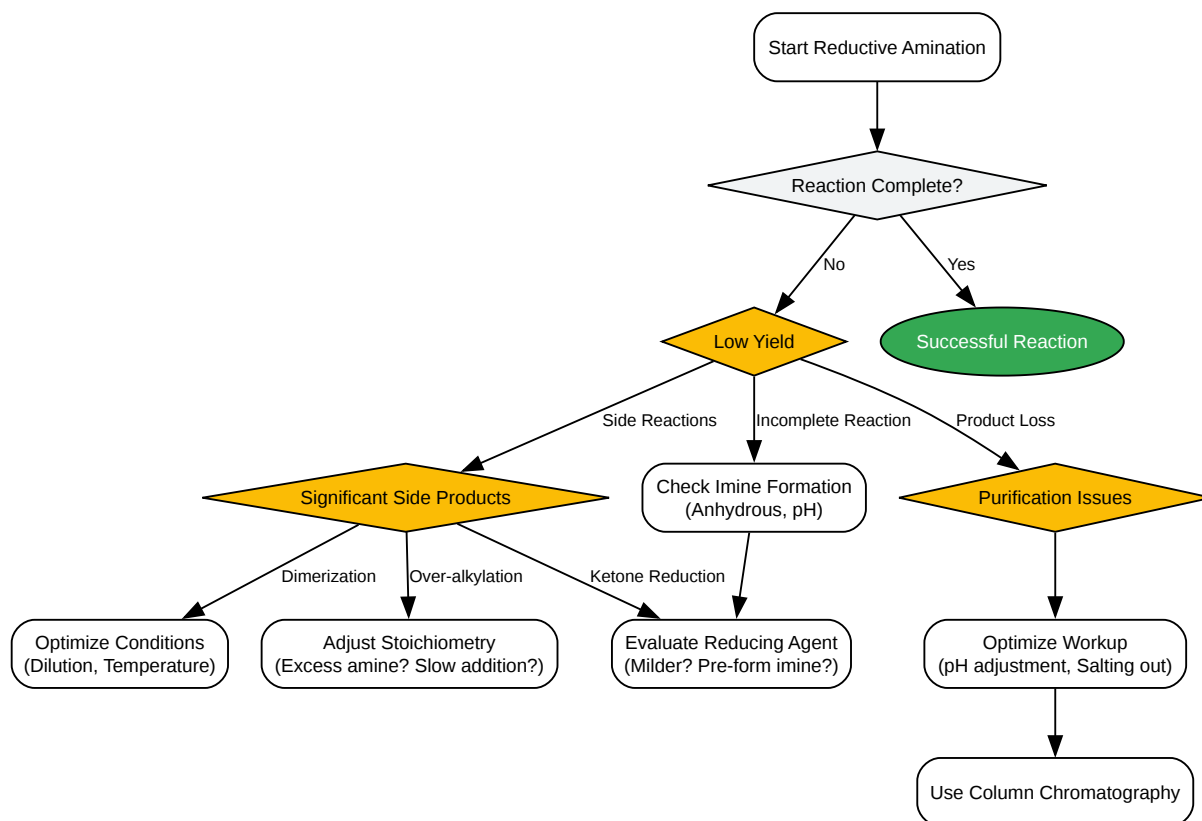 Start Reductive Amination
Reaction Complete?
No
Yes
Low Yield
Successful Reaction
Side Reactions
Incomplete Reaction
Product Loss
Significant Side Products
Check Imine Formation
(Anhydrous, pH)
Purification Issues
Dimerization
Over-alkylation
Ketone Reduction
Optimize Conditions
(Dilution, Temperature)
Adjust Stoichiometry
(Excess amine? Slow addition?)
Evaluate Reducing Agent
(Milder? Pre-form imine?)
Optimize Workup
(pH adjustment, Salting out)
Use Column Chromatography